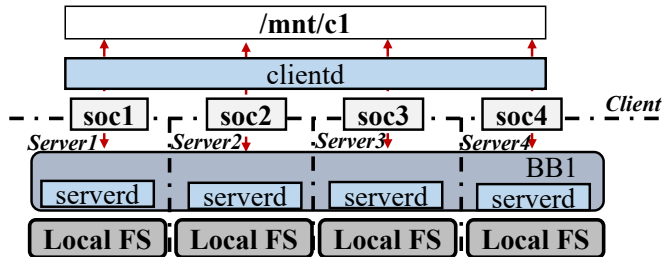 /mnt/c1
clientd
soc1 soc2 soc3 soc4 Client
Server1 Server2 Server3 Server4
BB1
serverd serverd serverd serverd
Local FS Local FS Local FS Local FS